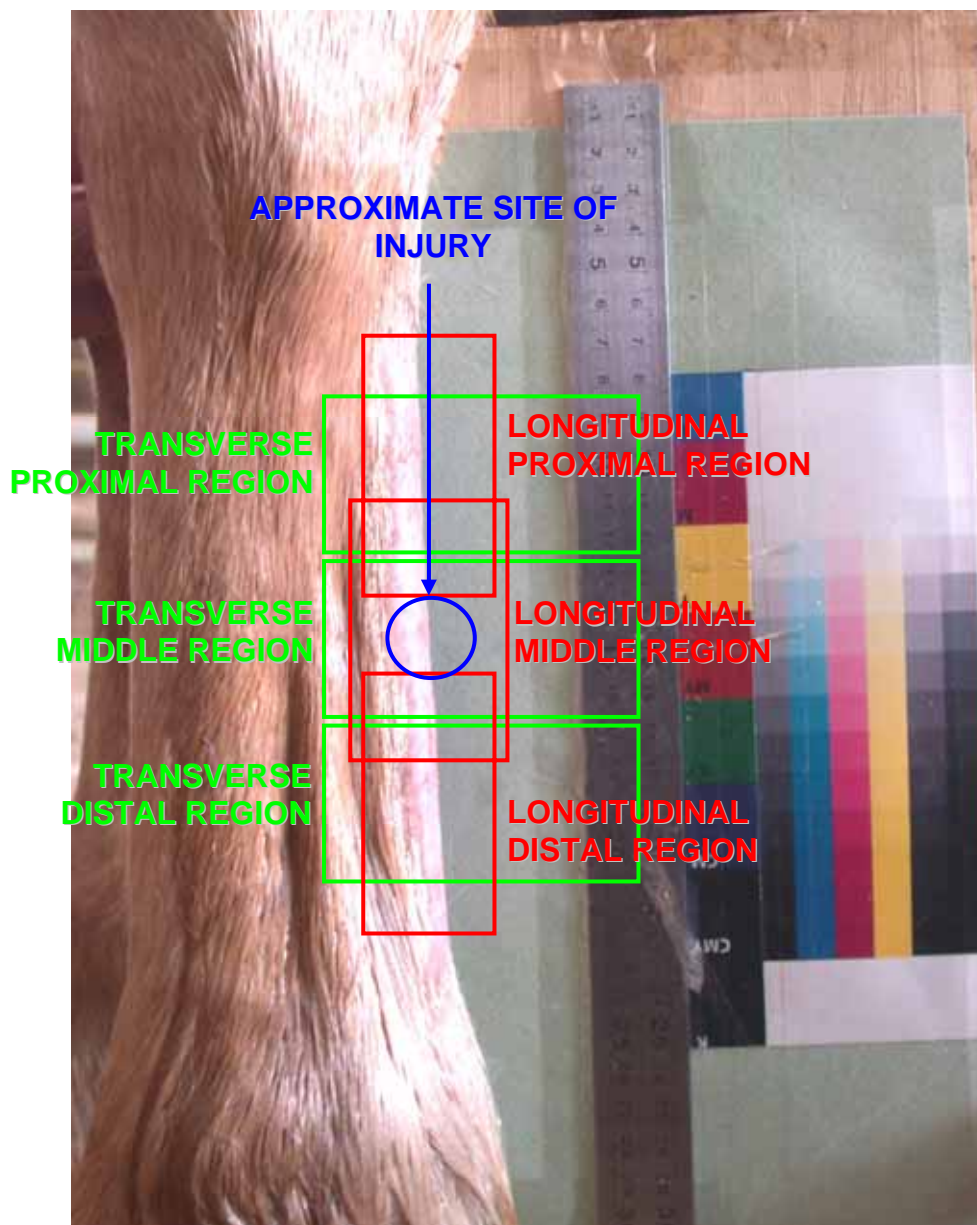 APPROXIMATE SITE OF
INJURY
TRANSVERSE
PROXIMAL REGION
LONGITUDINAL
PROXIMAL REGION
TRANSVERSE
MIDDLE REGION
LONGITUDINAL
MIDDLE REGION
TRANSVERSE
DISTAL REGION
LONGITUDINAL
DISTAL REGION
CMY
K